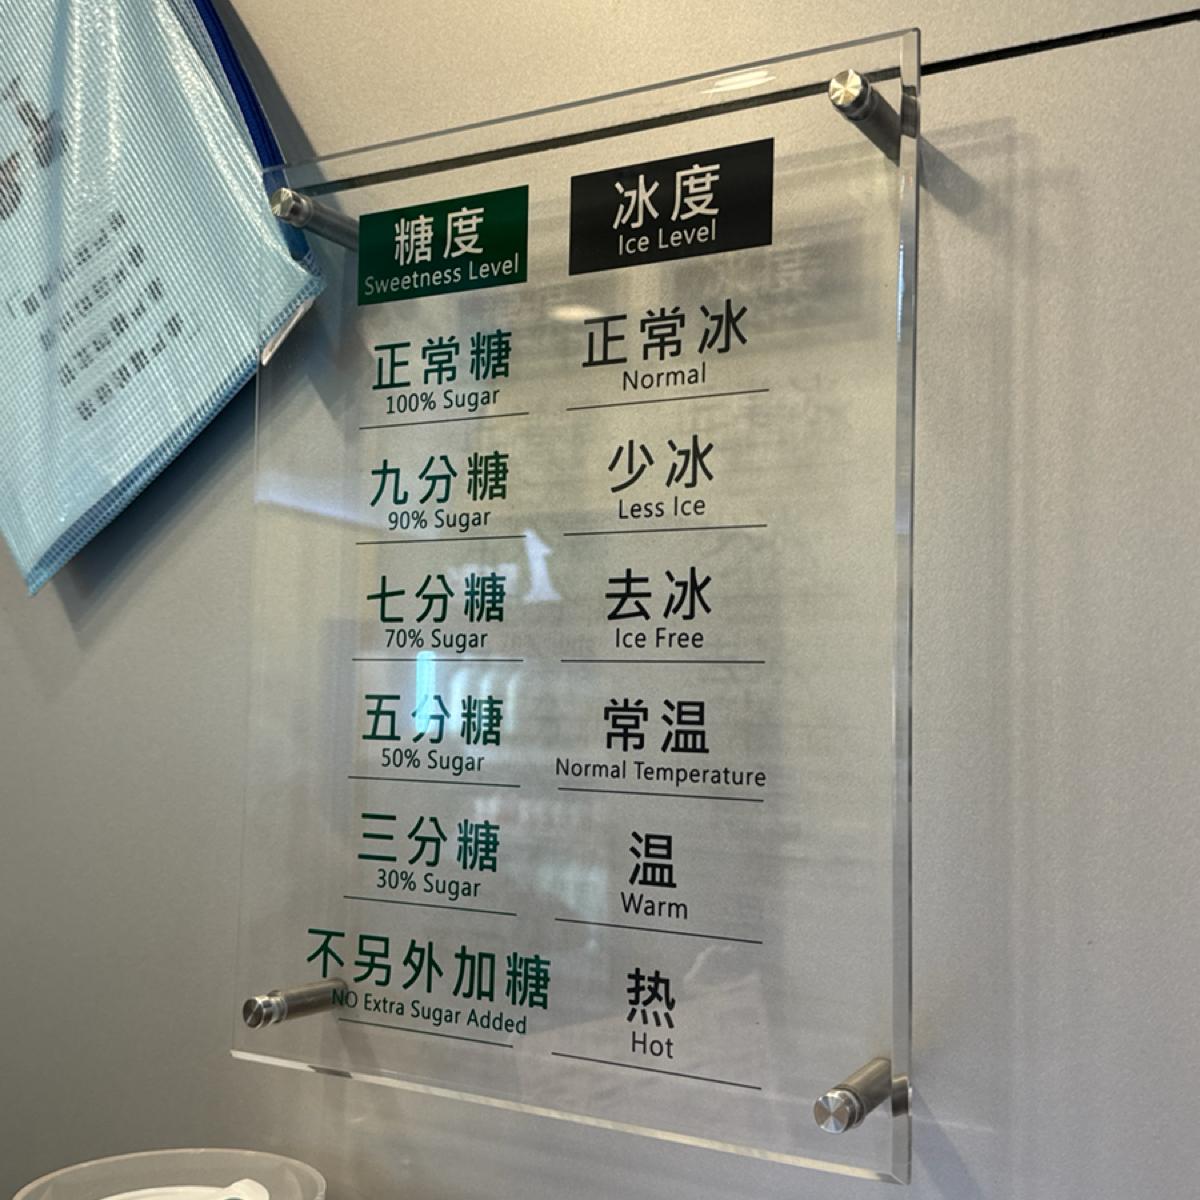 糖度
Sweetness Level
正常糖
100% Sugar
九分糖
90% Sugar
七分糖
70% Sugar
五分糖
50% Sugar
三分糖
30% Sugar
不另外加糖
NO Extra Sugar Added
冰度
Ice Level
正常冰
Normal
少冰
Less Ice
去冰
Ice Free
常温
Normal Temperature
温
Warm
热
Hot